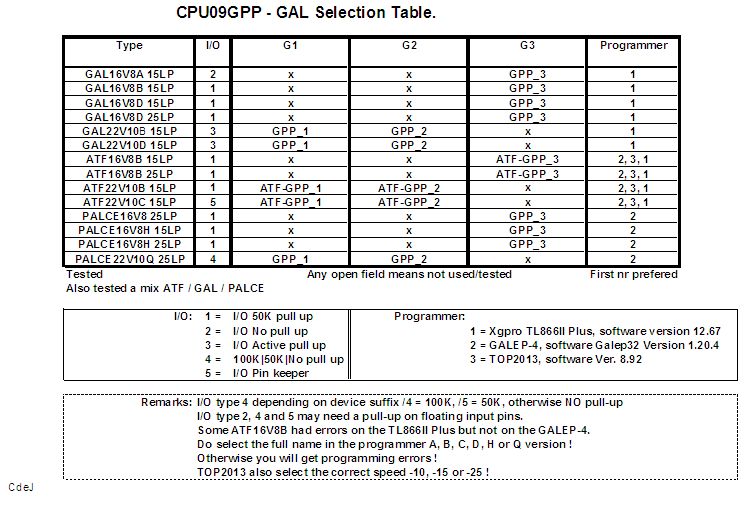 CPU09GPP - GAL Selection Table.
Type I/O G1 G2 G3 Programmer
GAL16V8A 15LP 2 x x GPP_3 1
GAL16V8B 15LP 1 x x GPP_3 1
GAL16V8D 15LP 1 x x GPP_3 1
GAL16V8D 25LP 1 x x GPP_3 1
GAL22V10B 15LP 3 GPP_1 GPP_2 x 1
GAL22V10D 15LP 3 GPP_1 GPP_2 x 1
ATF16V8B 15LP 1 x x ATF-GPP_3 2, 3, 1
ATF16V8B 25LP 1 x x ATF-GPP_3 2, 3, 1
ATF22V10B 15LP 1 ATF-GPP_1 ATF-GPP_2 x 2, 3, 1
ATF22V10C 15LP 5 ATF-GPP_1 ATF-GPP_2 x 2, 3, 1
PALCE16V8 25LP 1 x x GPP_3 2
PALCE16V8H 15LP 1 x x GPP_3 2
PALCE16V8H 25LP 1 x x GPP_3 2
PALCE22V10Q 25LP 4 GPP_1 GPP_2 x 2
Tested Any open field means not used/tested First nr prefered
Also tested a mix ATF / GAL / PALCE
I/O: 1 = I/O 50K pull up Programmer:
2 = I/O No pull up 1 = Xgpro TL866II Plus, software version 12.67
3 = I/O Active pull up 2 = GALEP-4, software Galep32 Version 1.20.4
4 = 100K|50K|No pull up 3 = TOP2013, software Ver. 8.92
5 = I/O Pin keeper
Remarks: I/O type 4 depending on device suffix /4 = 100K, /5 = 50K, otherwise NO pull-up
I/O type 2, 4 and 5 may need a pull-up on floating input pins.
Some ATF16V8B had errors on the TL866II Plus but not on the GALEP-4.
Do select the full name in the programmer A, B, C, D, H or Q version !
Otherwise you will get programming errors !
TOP2013 also select the correct speed -10, -15 or -25 !
CdeJ